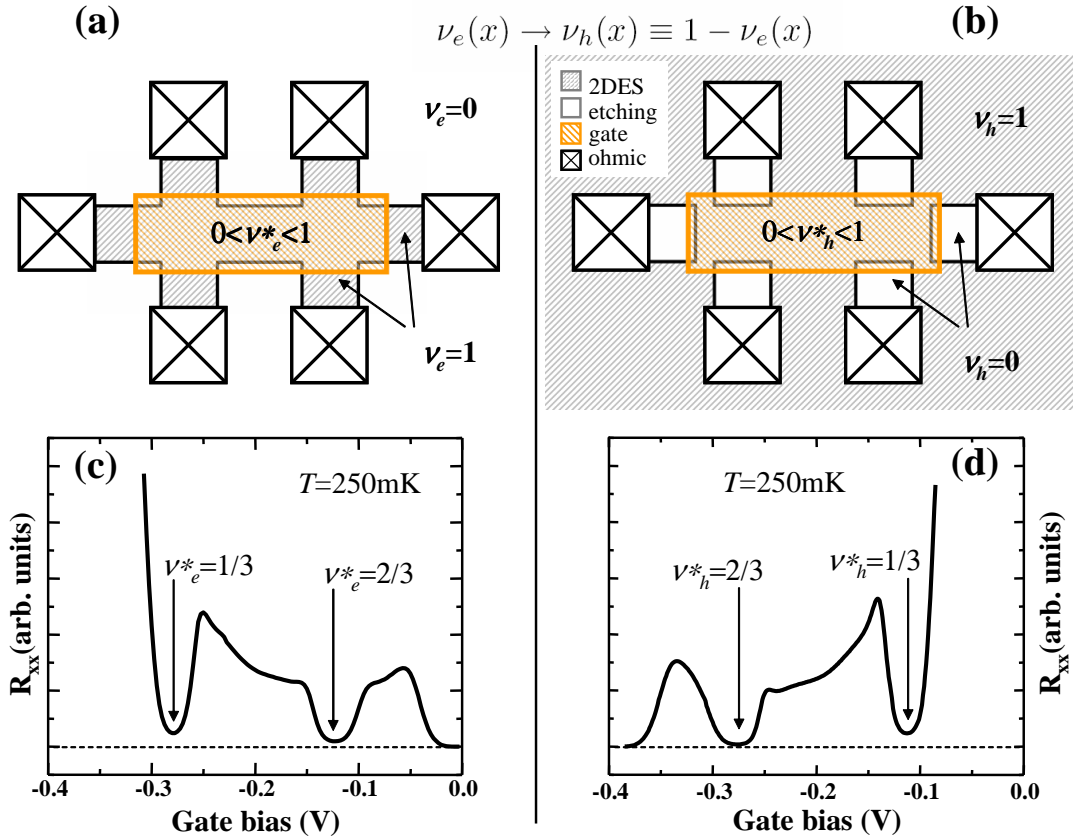 (a)
ν_e(x) → ν_h(x) ≡ 1 − ν_e(x)
(b)
ν_e=0
0<ν*_e<1
ν_e=1
2DES
etching
gate
ohmic
ν_h=1
0<ν*_h<1
ν_h=0
(c)
T=250mK
ν*_e=1/3
ν*_e=2/3
R_xx(arb. units)
-0.4 -0.3 -0.2 -0.1 0.0
Gate bias (V)
(d)
T=250mK
ν*_h=2/3
ν*_h=1/3
R_xx(arb. units)
-0.4 -0.3 -0.2 -0.1 0.0
Gate bias (V)